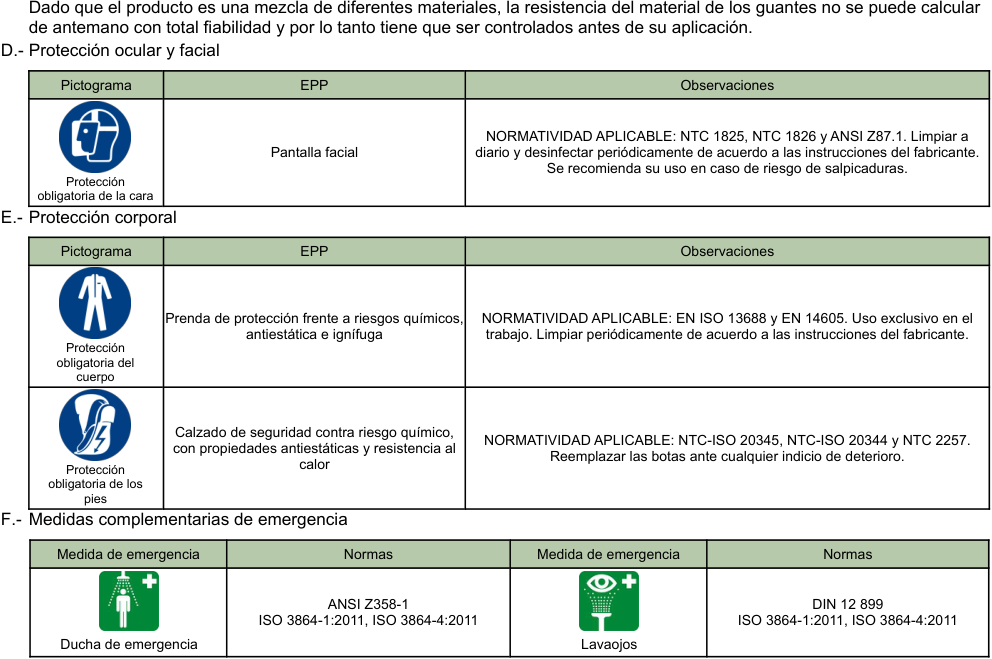 Dado que el producto es una mezcla de diferentes materiales, la resistencia del material de los guantes no se puede calcular
de antemano con total fiabilidad y por lo tanto tiene que ser controlados antes de su aplicación.
D.- Protección ocular y facial
Pictograma EPP Observaciones
Protección
obligatoria de la cara
Pantalla facial
NORMATIVIDAD APLICABLE: NTC 1825, NTC 1826 y ANSI Z87.1. Limpiar a
diario y desinfectar periódicamente de acuerdo a las instrucciones del fabricante.
Se recomienda su uso en caso de riesgo de salpicaduras.
E.- Protección corporal
Pictograma EPP Observaciones
Protección
obligatoria del
cuerpo
Prenda de protección frente a riesgos químicos,
antiestática e ignífuga
NORMATIVIDAD APLICABLE: EN ISO 13688 y EN 14605. Uso exclusivo en el
trabajo. Limpiar periódicamente de acuerdo a las instrucciones del fabricante.
Protección
obligatoria de los
pies
Calzado de seguridad contra riesgo químico,
con propiedades antiestáticas y resistencia al
calor
NORMATIVIDAD APLICABLE: NTC-ISO 20345, NTC-ISO 20344 y NTC 2257.
Reemplazar las botas ante cualquier indicio de deterioro.
F.- Medidas complementarias de emergencia
Medida de emergencia Normas Medida de emergencia Normas
Ducha de emergencia
ANSI Z358-1
ISO 3864-1:2011, ISO 3864-4:2011
Lavaojos
DIN 12 899
ISO 3864-1:2011, ISO 3864-4:2011